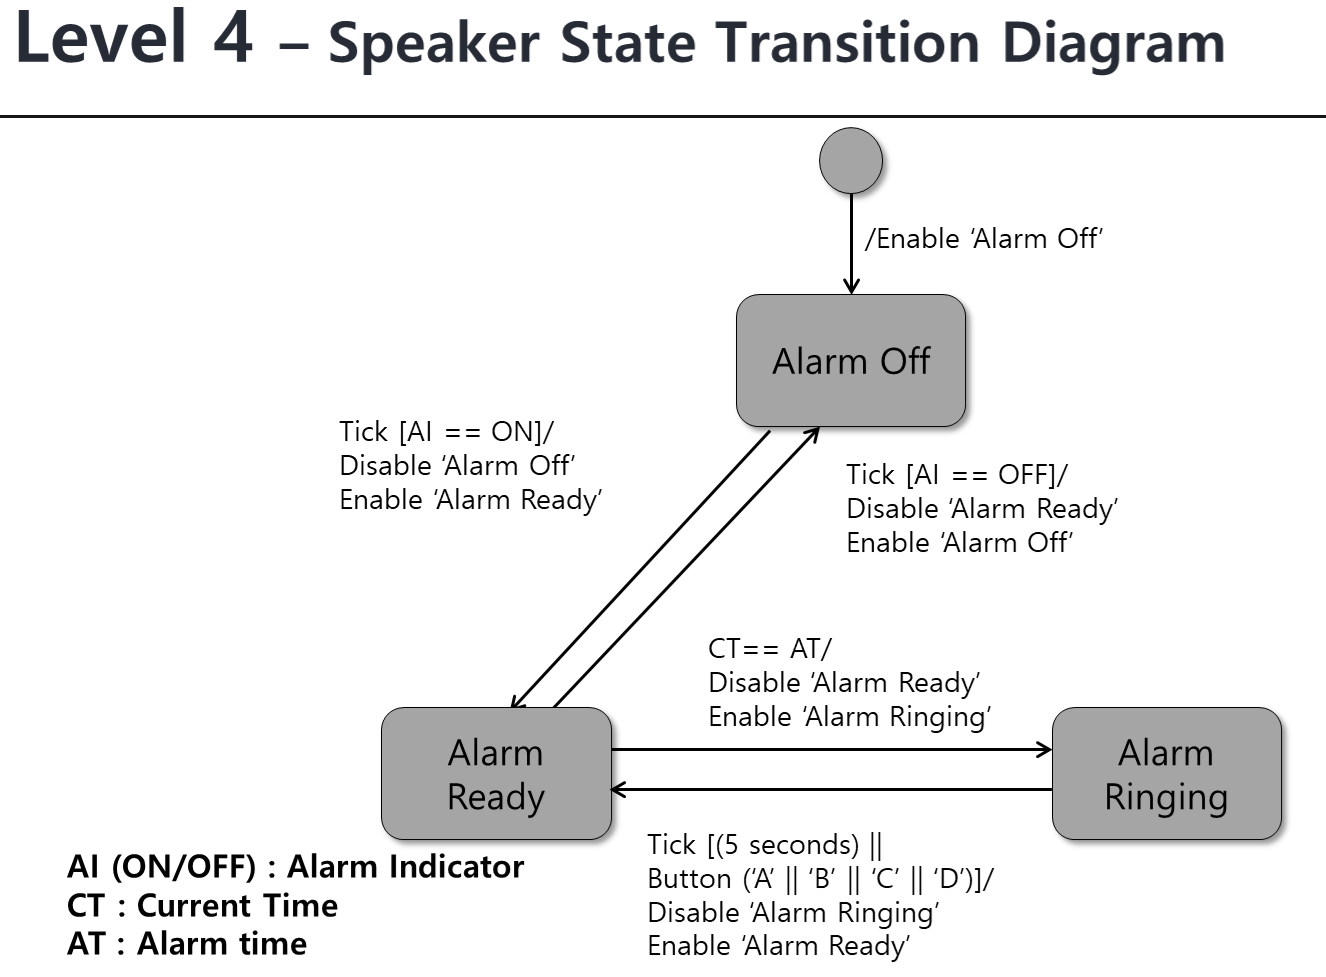 Level 4 – Speaker State Transition Diagram
/Enable ‘Alarm Off’
Alarm Off
Tick [AI == ON]/
Disable ‘Alarm Off’
Enable ‘Alarm Ready’
Tick [AI == OFF]/
Disable ‘Alarm Ready’
Enable ‘Alarm Off’
CT== AT/
Disable ‘Alarm Ready’
Enable ‘Alarm Ringing’
Alarm
Ready
Alarm
Ringing
Tick [(5 seconds) ||
Button (‘A’ || ‘B’ || ‘C’ || ‘D’)]/
Disable ‘Alarm Ringing’
Enable ‘Alarm Ready’
AI (ON/OFF) : Alarm Indicator
CT : Current Time
AT : Alarm time